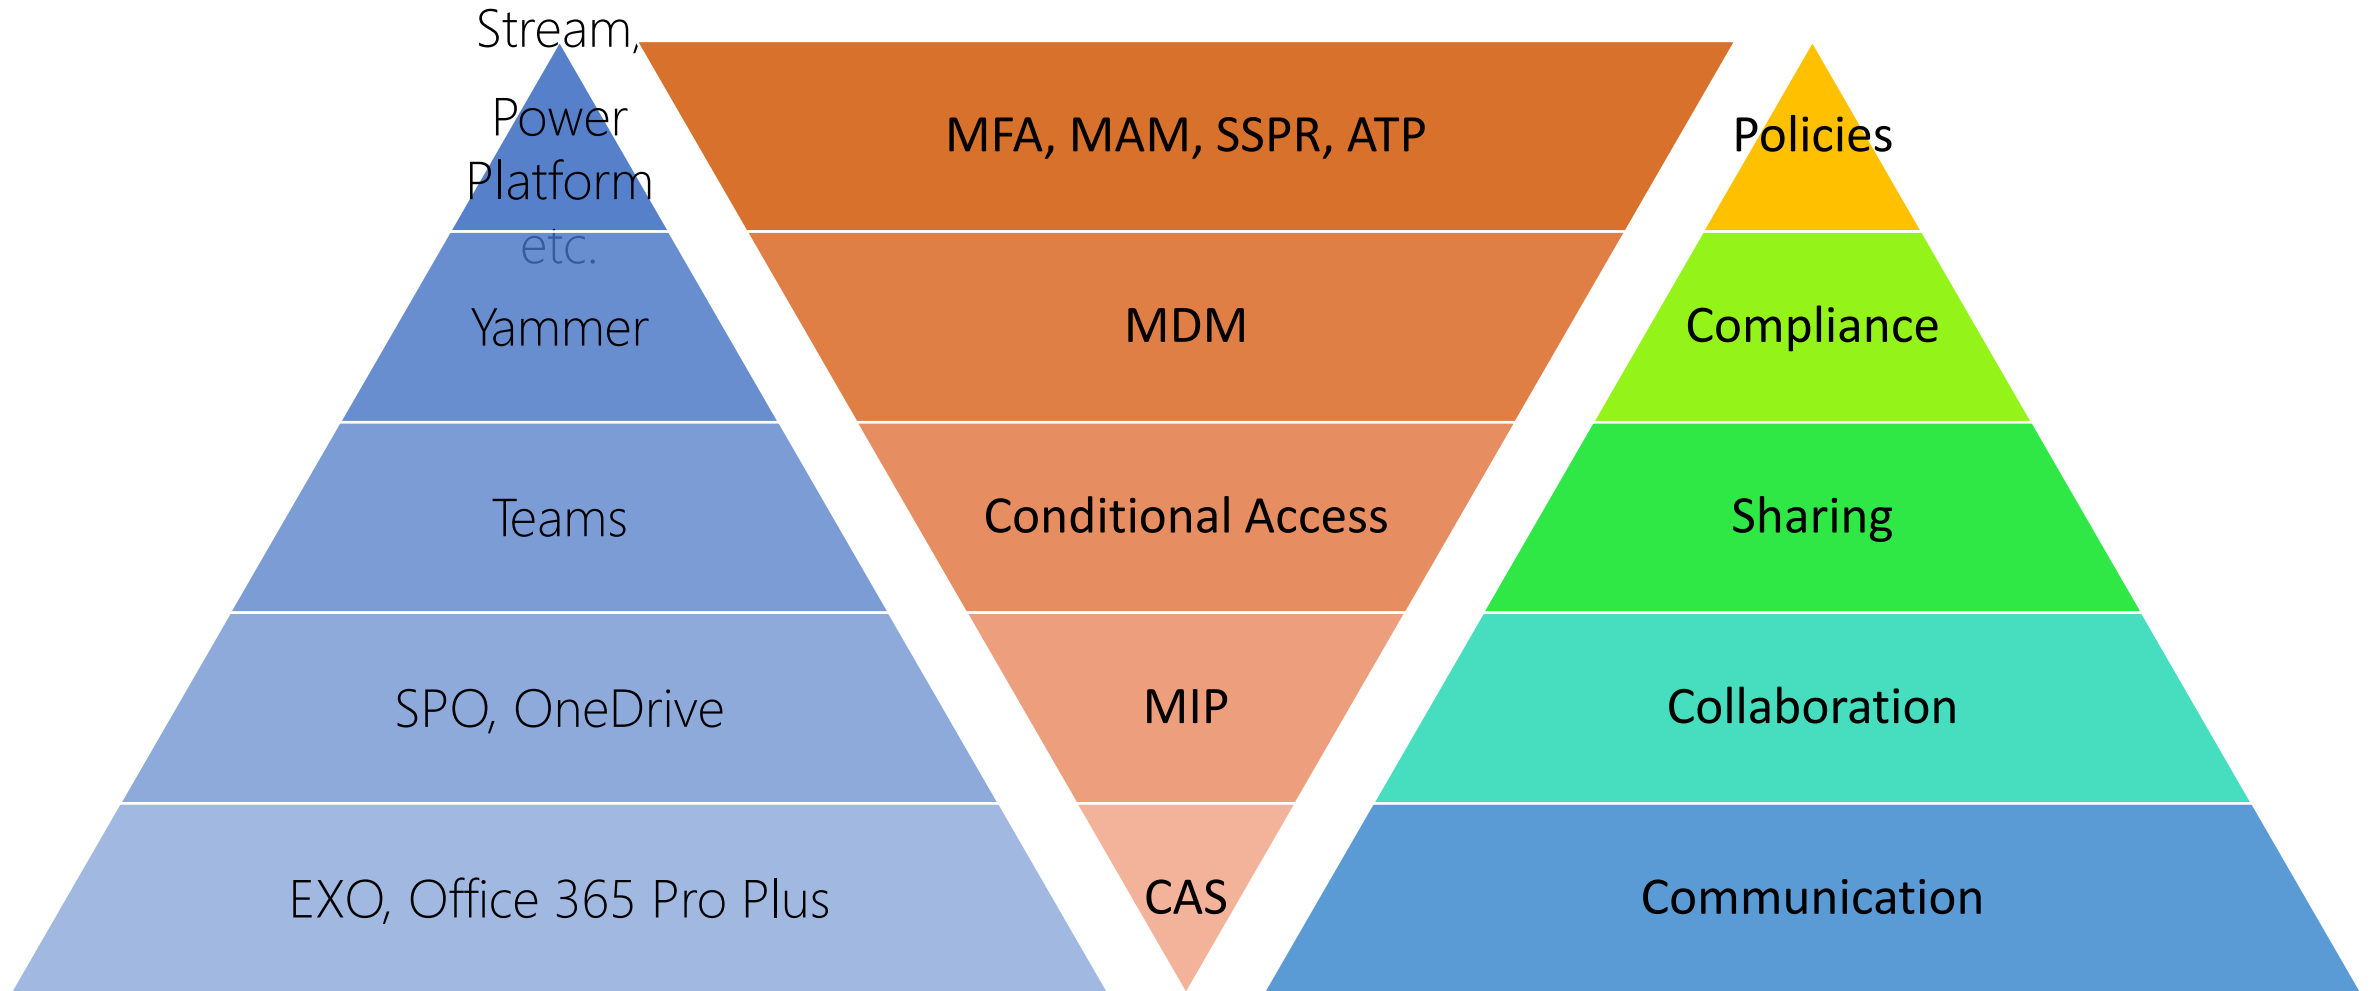 Stream,
Power
Platform
etc.
Yammer
Teams
SPO, OneDrive
EXO, Office 365 Pro Plus
MFA, MAM, SSPR, ATP
MDM
Conditional Access
MIP
CAS
Policies
Compliance
Sharing
Collaboration
Communication